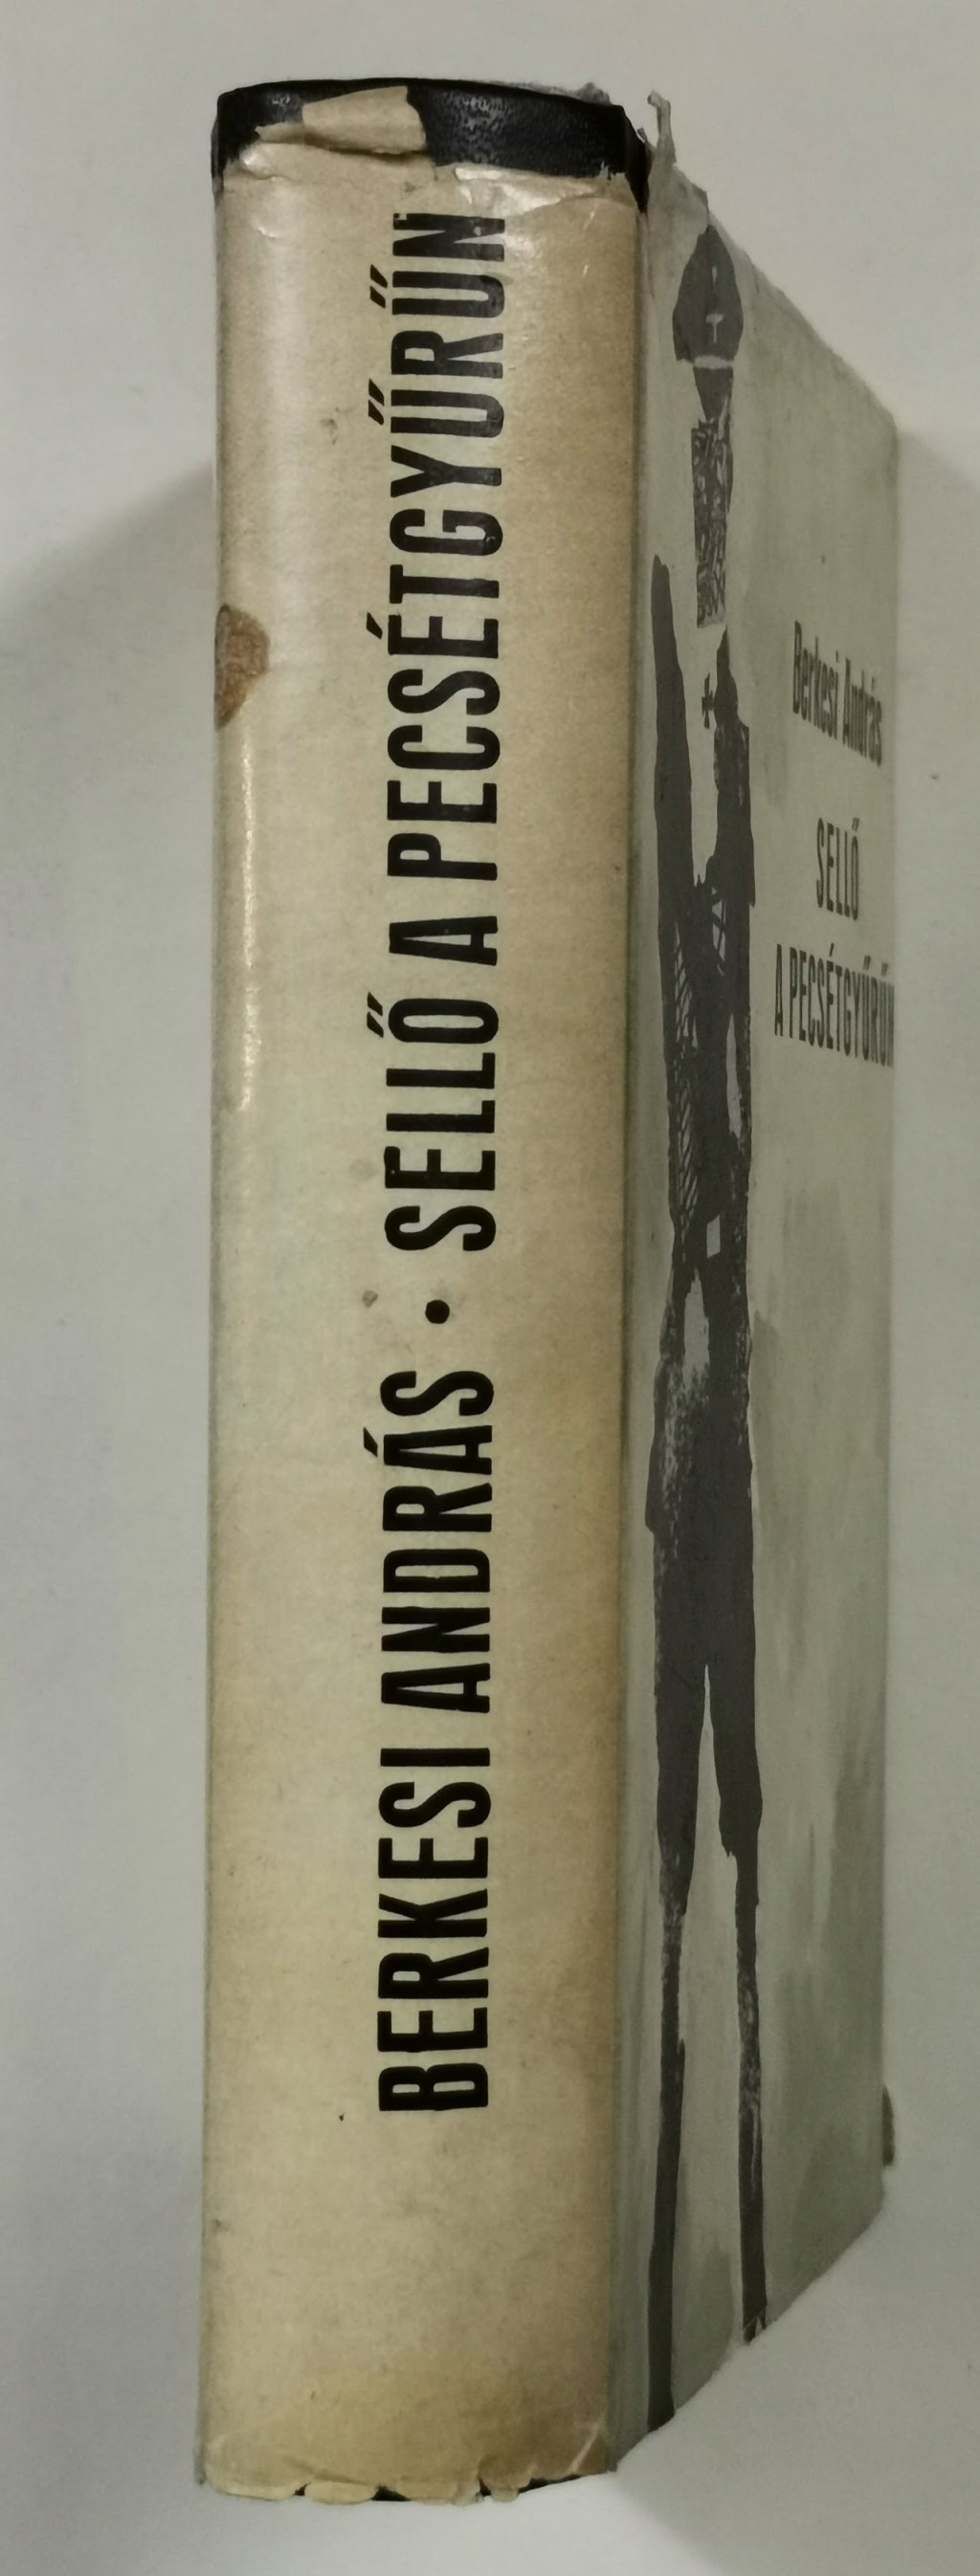 BERKESI ANDRÁS • SELLŐ A PECSÉTGYŰRŰN
Berkesi András
SELLŐ
A PECSÉTGYŰRŰN